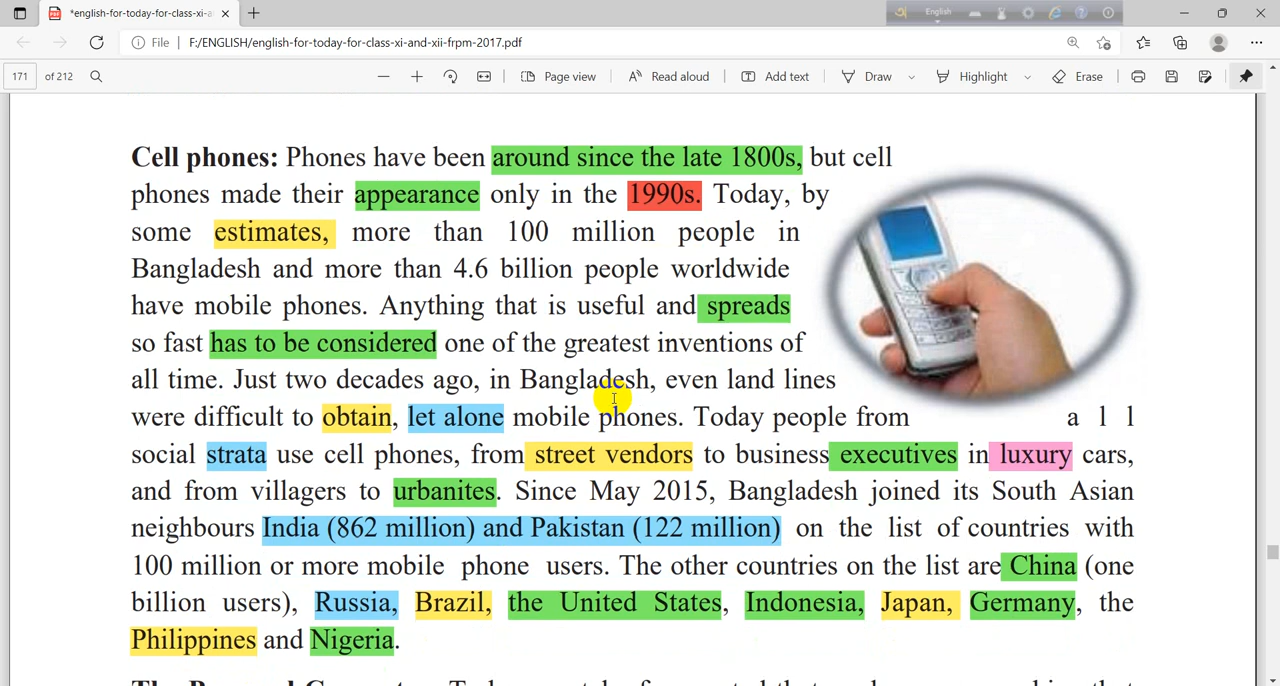 *english-for-today-for-class-xi-a
English
File | F:/ENGLISH/english-for-today-for-class-xi-and-xii-frpm-2017.pdf
171 of 212 Page view Read aloud Add text Draw Highlight Erase
Cell phones: Phones have been around since the late 1800s, but cell
phones made their appearance only in the 1990s. Today, by
some estimates, more than 100 million people in
Bangladesh and more than 4.6 billion people worldwide
have mobile phones. Anything that is useful and spreads
so fast has to be considered one of the greatest inventions of
all time. Just two decades ago, in Bangladesh, even land lines
were difficult to obtain, let alone mobile phones. Today people from a l l
social strata use cell phones, from street vendors to business executives in luxury cars,
and from villagers to urbanites. Since May 2015, Bangladesh joined its South Asian
neighbours India (862 million) and Pakistan (122 million) on the list of countries with
100 million or more mobile phone users. The other countries on the list are China (one
billion users), Russia, Brazil, the United States, Indonesia, Japan, Germany, the
Philippines and Nigeria.